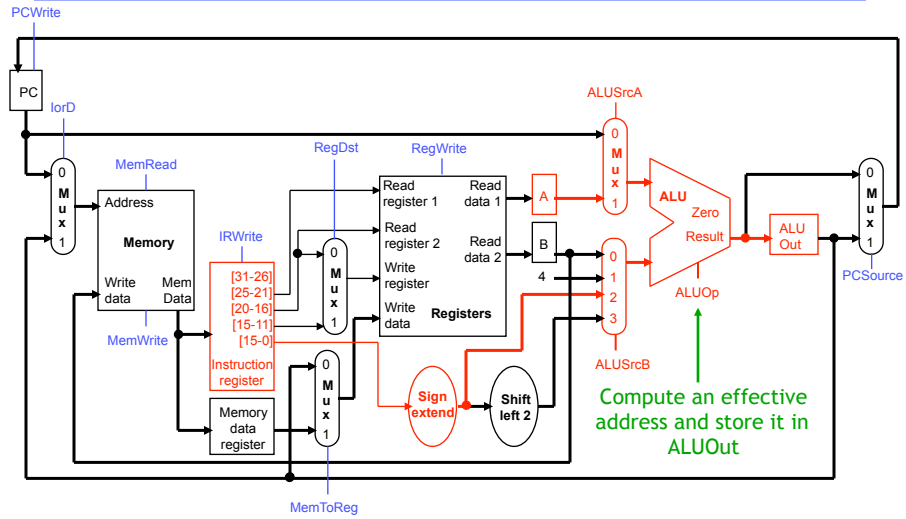 PCWrite
PC
IorD
0
M
u
x
1
MemRead
Address
Memory
Write
data
Mem
Data
MemWrite
IRWrite
[31-26]
[25-21]
[20-16]
[15-11]
[15-0]
Instruction
register
Memory
data
register
RegDst
0
M
u
x
1
0
M
u
x
1
MemToReg
RegWrite
Read
register 1
Read
register 2
Write
register
Write
data
Read
data 1
Read
data 2
Registers
A
B
4
Sign
extend
Shift
left 2
ALUSrcA
0
M
u
x
1
0
1
2
3
ALUSrcB
ALU
Zero
Result
ALUOp
ALU
Out
0
M
u
x
1
PCSource
Compute an effective
address and store it in
ALUOut